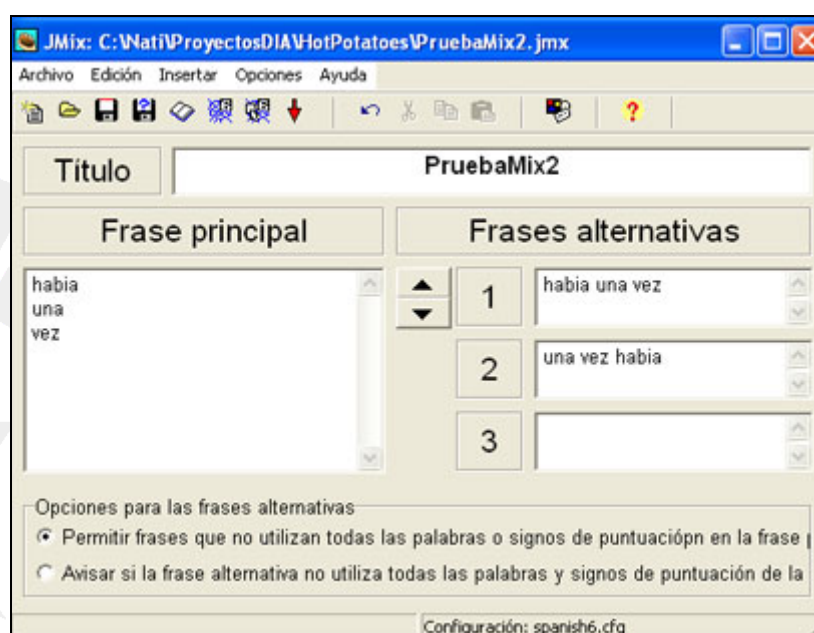 JMix: C:\Nati\ProyectosDIA\HotPotatoes\PruebaMix2.jmx
Archivo Edición Insertar Opciones Ayuda
Título
PruebaMix2
Frase principal
Frases alternativas
habia
una
vez
1
habia una vez
2
una vez habia
3
Opciones para las frases alternativas
Permitir frases que no utilizan todas las palabras o signos de puntuaciópn en la frase
Avisar si la frase alternativa no utiliza todas las palabras y signos de puntuación de la
Configuración: spanish6.cfg